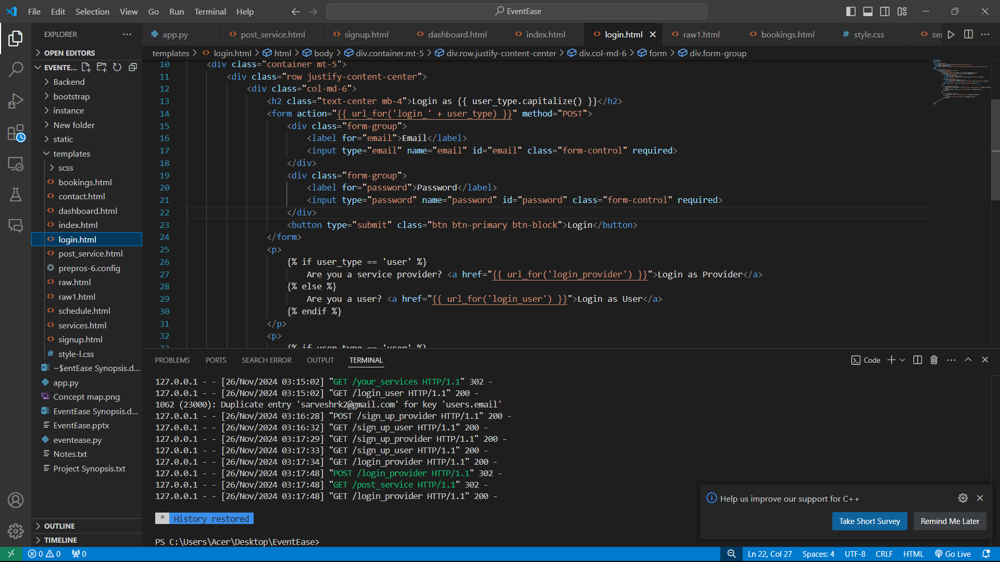 File Edit Selection View Go Run Terminal Help
EventEase
EXPLORER
app.py
post_service.html
signup.html
dashboard.html
index.html
login.html
raw1.html
bookings.html
# style.css
templates > login.html > html > body > div.container.mt-5 > div.row.justify-content-center > div.col-md-6 > form > div.form-group
OPEN EDITORS
EVENTE...
Backend
bootstrap
instance
New folder
static
templates
scss
bookings.html
contact.html
dashboard.html
index.html
login.html
post_service.html
prepros-6.config
raw.html
raw1.html
schedule.html
services.html
signup.html
# style-l.css
~$entEase Synopsis.d...
app.py
Concept map.png
EventEase Synopsis.d...
EventEase.pptx
eventease.py
Notes.txt
Project Synopsis.txt
OUTLINE
TIMELINE
10 <div class="container mt-5">
11 <div class="row justify-content-center">
12 <div class="col-md-6">
13 <h2 class="text-center mb-4">Login as {{ user_type.capitalize() }}</h2>
14 <form action="{{ url_for('login_' + user_type) }}" method="POST">
15 <div class="form-group">
16 <label for="email">Email</label>
17 <input type="email" name="email" id="email" class="form-control" required>
18 </div>
19 <div class="form-group">
20 <label for="password">Password</label>
21 <input type="password" name="password" id="password" class="form-control" required>
22 </div>
23 <button type="submit" class="btn btn-primary btn-block">Login</button>
24 </form>
25 <p>
26 {% if user_type == 'user' %}
27 Are you a service provider? <a href="{{ url_for('login_provider') }}">Login as Provider</a>
28 {% else %}
29 Are you a user? <a href="{{ url_for('login_user') }}">Login as User</a>
30 {% endif %}
31 </p>
32 <p>
33 {% if user_type == 'user' %}
PROBLEMS PORTS SEARCH ERROR OUTPUT TERMINAL
Code
127.0.0.1 - - [26/Nov/2024 03:15:02] "GET /your_services HTTP/1.1" 302 -
127.0.0.1 - - [26/Nov/2024 03:15:02] "GET /login_user HTTP/1.1" 200 -
1062 (23000): Duplicate entry 'sarveshrk2@gmail.com' for key 'users.email'
127.0.0.1 - - [26/Nov/2024 03:16:28] "POST /sign_up_provider HTTP/1.1" 200 -
127.0.0.1 - - [26/Nov/2024 03:16:32] "GET /sign_up_user HTTP/1.1" 200 -
127.0.0.1 - - [26/Nov/2024 03:17:29] "GET /sign_up_provider HTTP/1.1" 200 -
127.0.0.1 - - [26/Nov/2024 03:17:33] "GET /sign_up_user HTTP/1.1" 200 -
127.0.0.1 - - [26/Nov/2024 03:17:34] "GET /login_provider HTTP/1.1" 200 -
127.0.0.1 - - [26/Nov/2024 03:17:48] "POST /login_provider HTTP/1.1" 302 -
127.0.0.1 - - [26/Nov/2024 03:17:48] "GET /post_service HTTP/1.1" 302 -
127.0.0.1 - - [26/Nov/2024 03:17:48] "GET /login_provider HTTP/1.1" 200 -
* History restored
PS C:\Users\Acer\Desktop\EventEase>
Help us improve our support for C++
Take Short Survey
Remind Me Later
0 0 0
Ln 22, Col 27 Spaces: 4 UTF-8 CRLF HTML Go Live